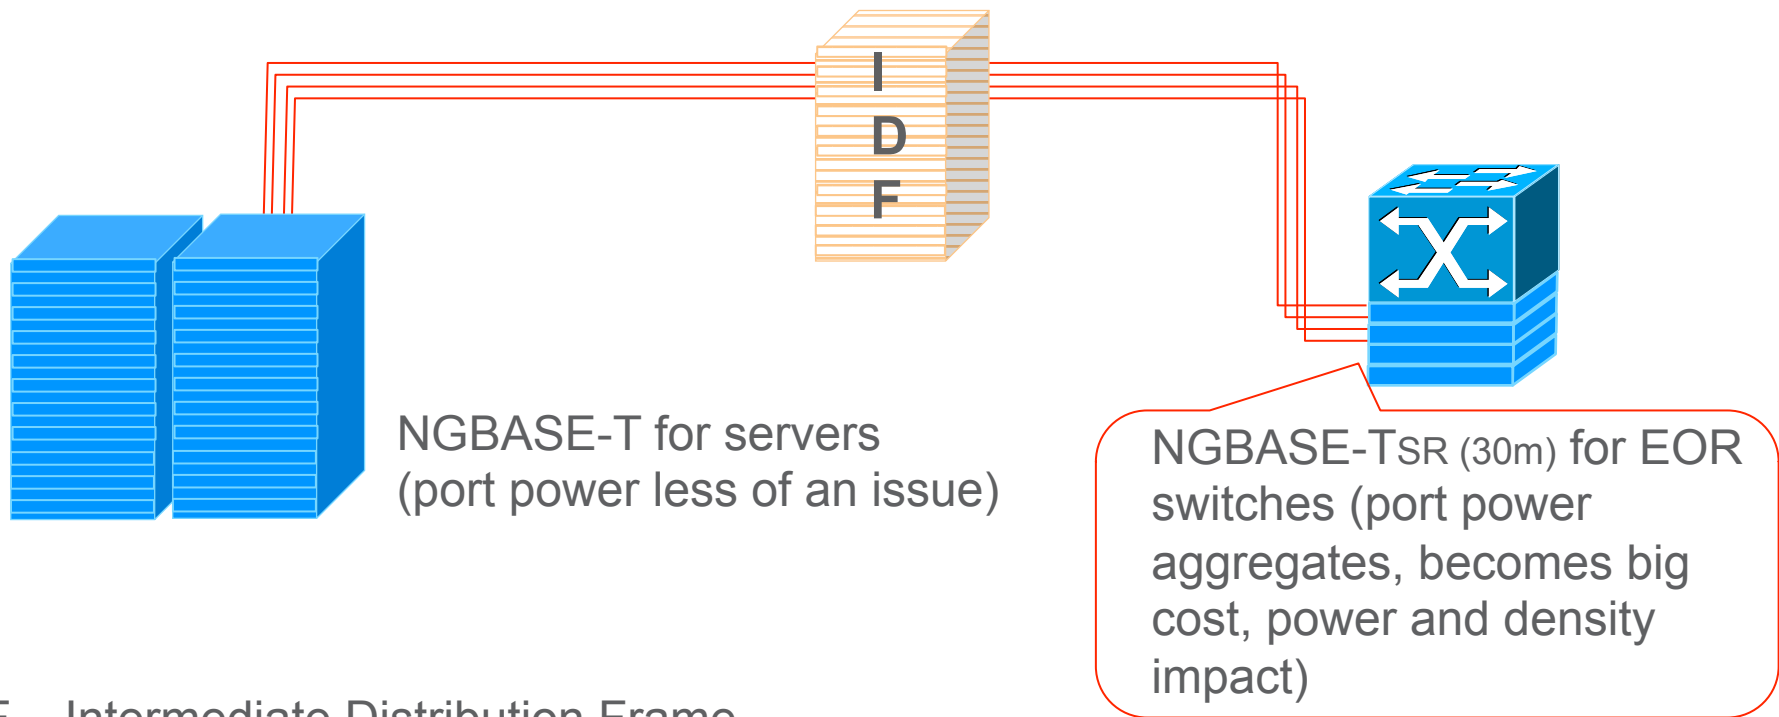 I
D
F
NGBASE-T for servers
(port power less of an issue)
NGBASE-TSR (30m) for EOR
switches (port power
aggregates, becomes big
cost, power and density
impact)
Intermediate Distribution Frame